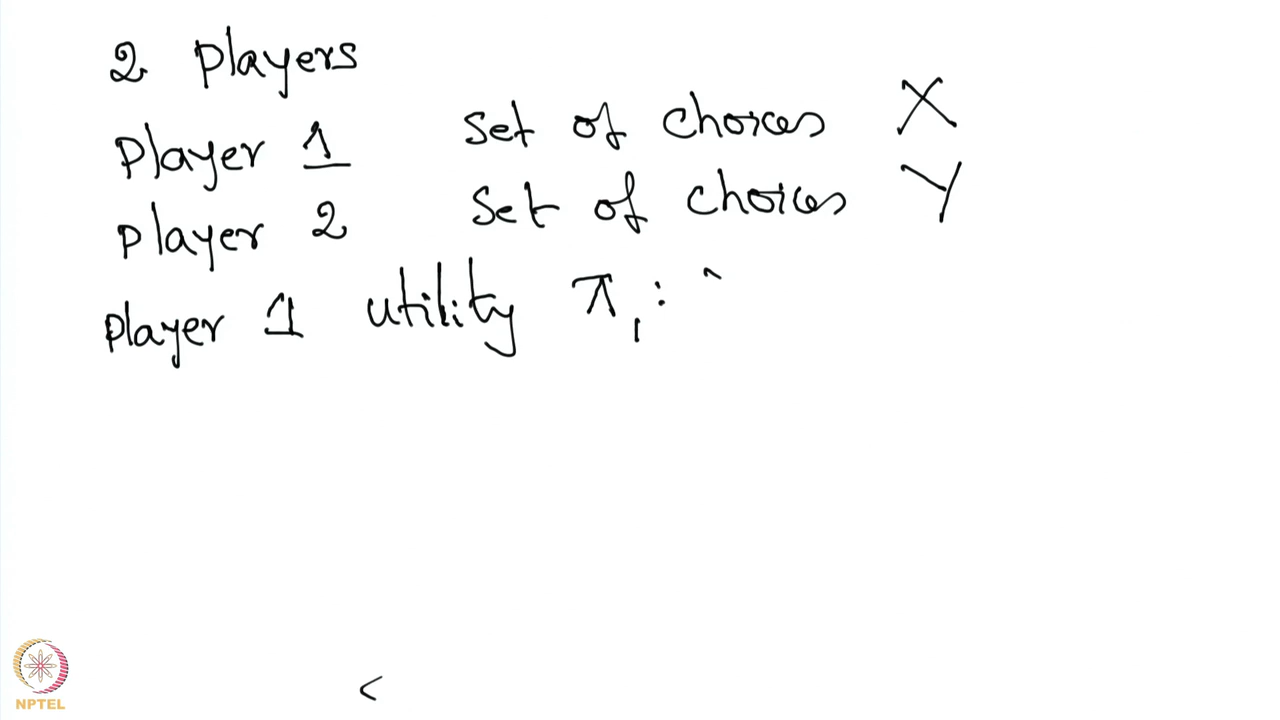 2 players
player 1 set of choices X
player 2 set of choices Y
player 1 utility π₁ :
NPTEL